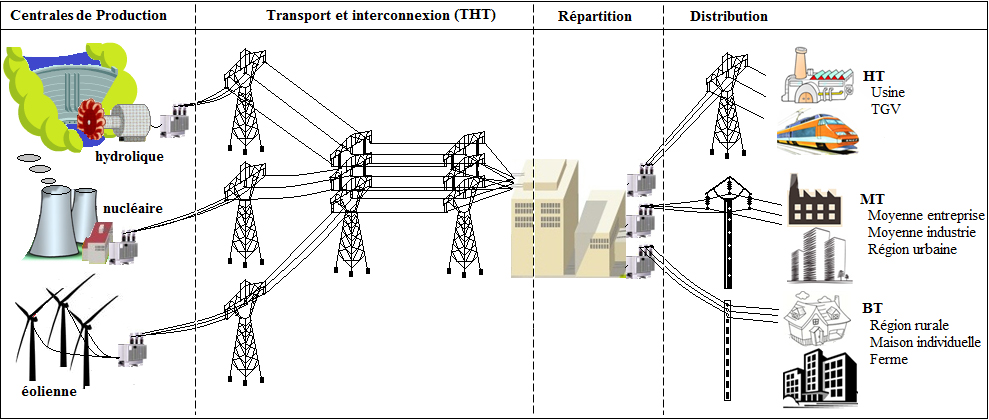 Centrales de Production
Transport et interconnexion (THT)
Répartition
Distribution
hydrolique
nucléaire
éolienne
HT
Usine
TGV
MT
Moyenne entreprise
Moyenne industrie
Région urbaine
BT
Région rurale
Maison individuelle
Ferme